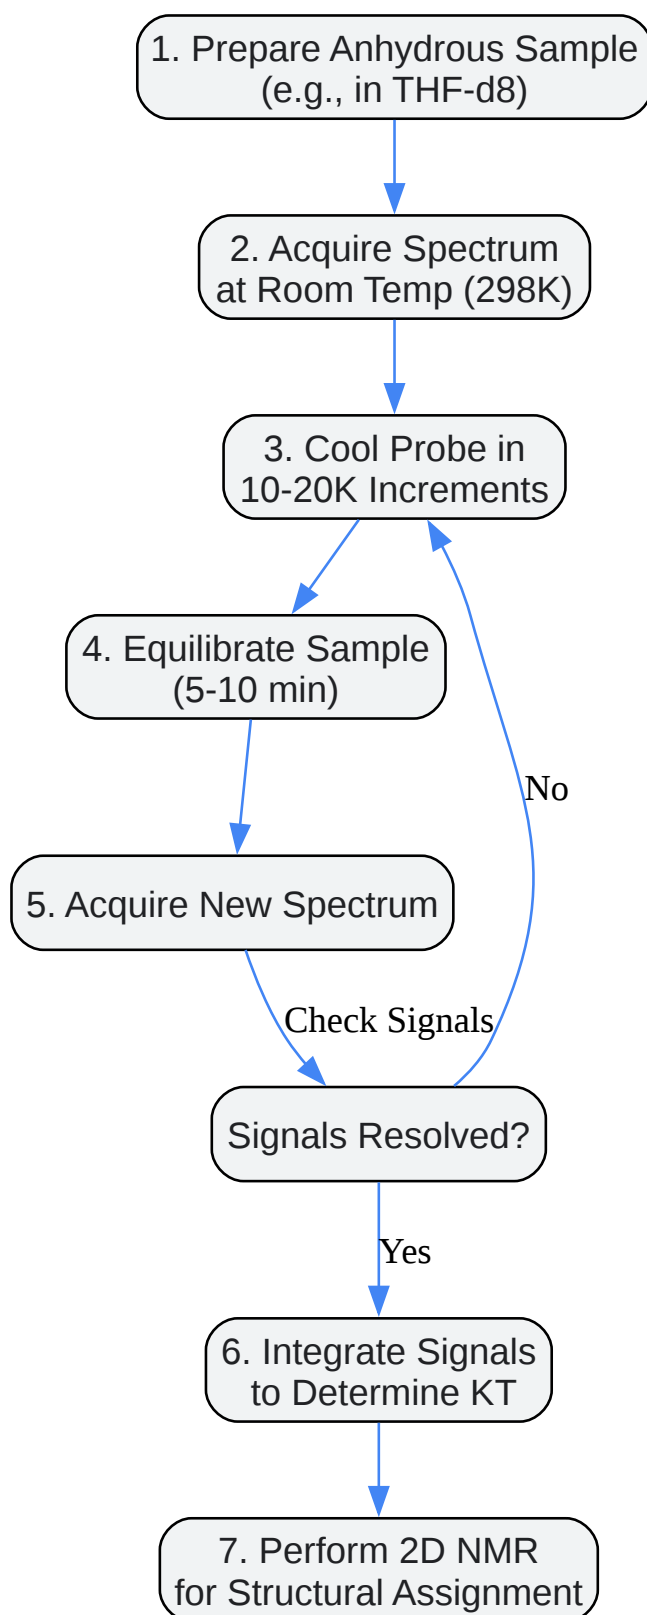 1. Prepare Anhydrous Sample
(e.g., in THF-d8)
2. Acquire Spectrum
at Room Temp (298K)
3. Cool Probe in
10-20K Increments
4. Equilibrate Sample
(5-10 min)
No
5. Acquire New Spectrum
Check Signals
Signals Resolved?
Yes
6. Integrate Signals
to Determine KT
7. Perform 2D NMR
for Structural Assignment